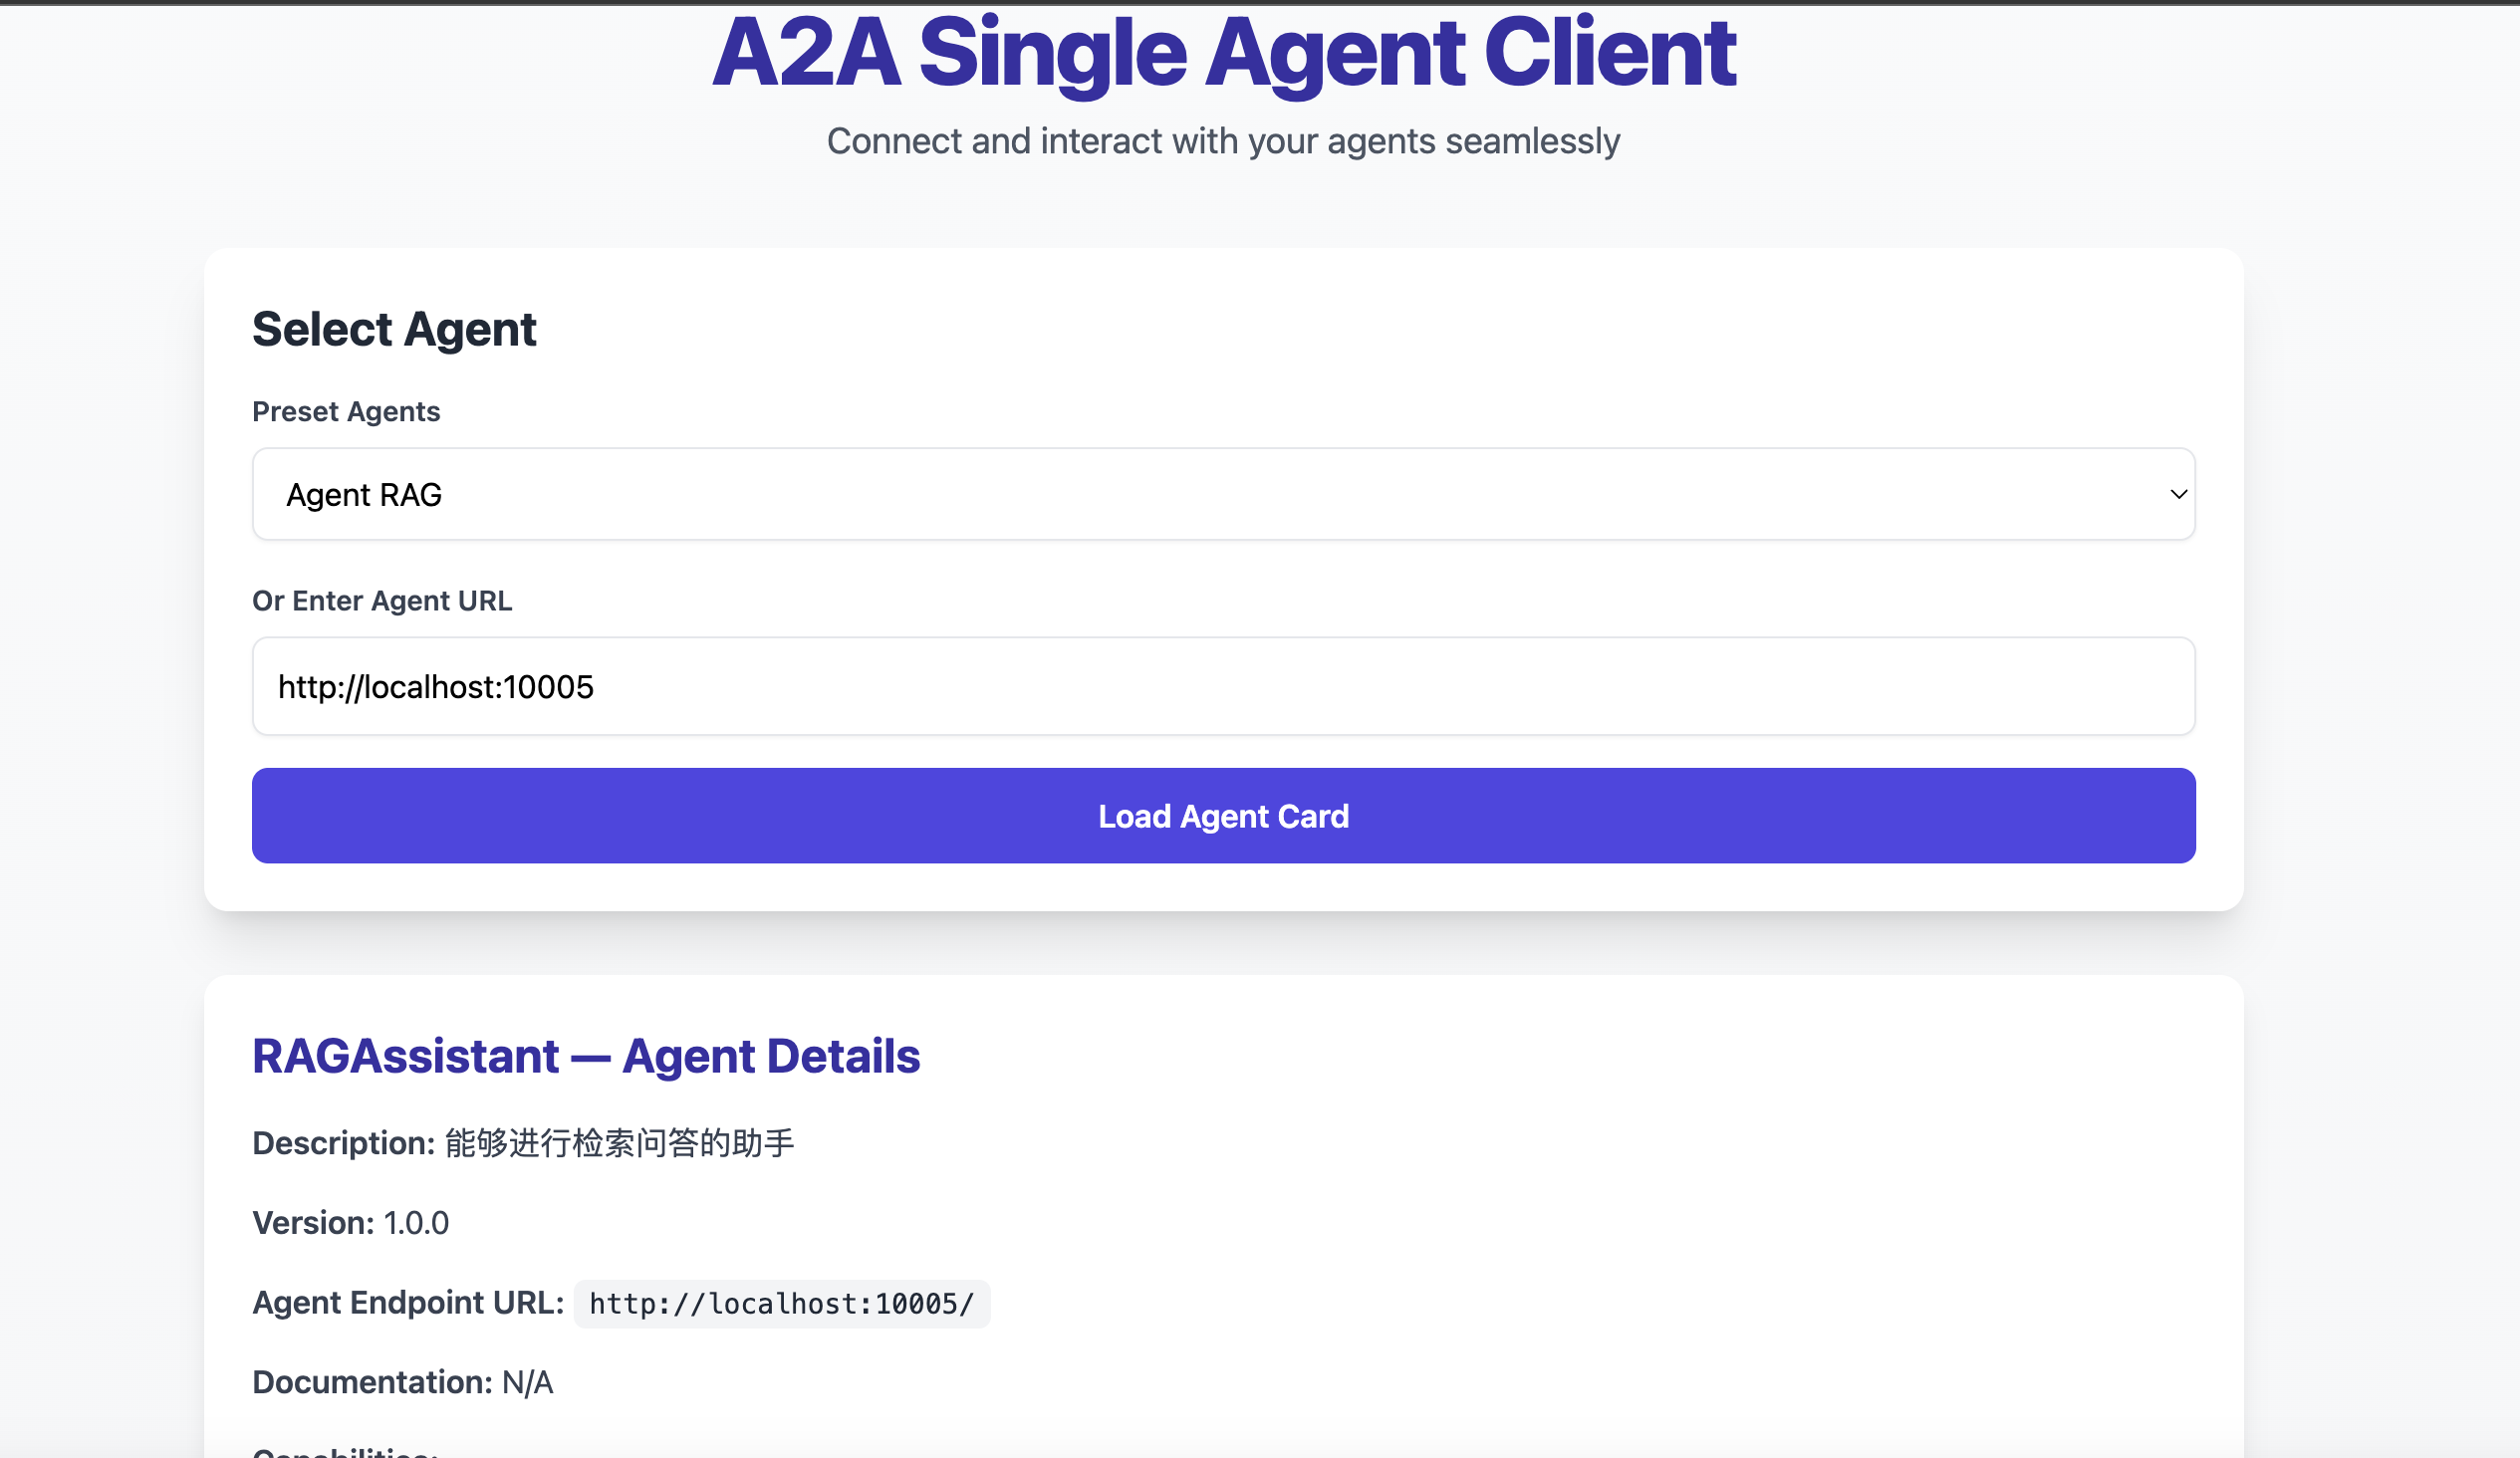 A2A Single Agent Client
Connect and interact with your agents seamlessly
Select Agent
Preset Agents
Agent RAG
Or Enter Agent URL
http://localhost:10005
Load Agent Card
RAGAssistant — Agent Details
Description: 能够进行检索问答的助手
Version: 1.0.0
Agent Endpoint URL: http://localhost:10005/
Documentation: N/A
Capabilities: